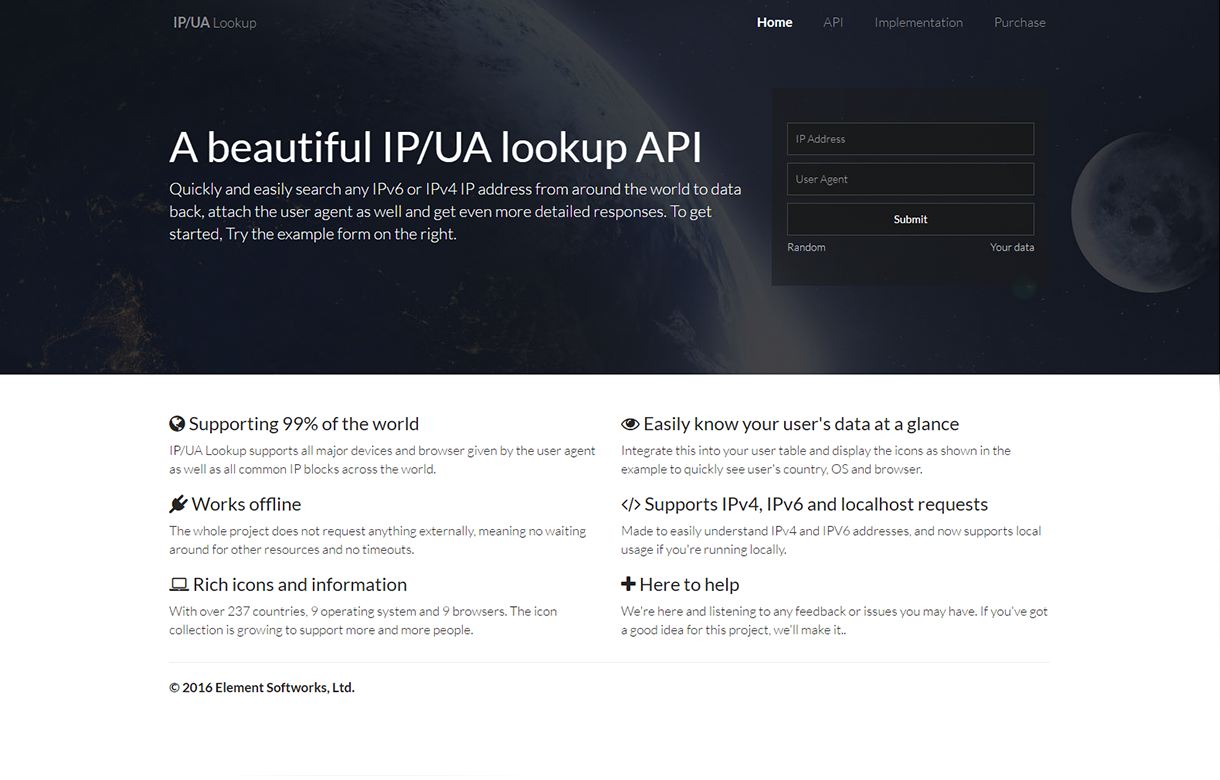 IP/UA Lookup
Home API Implementation Purchase
A beautiful IP/UA lookup API
Quickly and easily search any IPv6 or IPv4 IP address from around the world to data
back, attach the user agent as well and get even more detailed responses. To get
started, Try the example form on the right.
IP Address
User Agent
Submit
Random Your data
Supporting 99% of the world
IP/UA Lookup supports all major devices and browser given by the user agent
as well as all common IP blocks across the world.
Easily know your user's data at a glance
Integrate this into your user table and display the icons as shown in the
example to quickly see user's country, OS and browser.
Works offline
The whole project does not request anything externally, meaning no waiting
around for other resources and no timeouts.
Supports IPv4, IPv6 and localhost requests
Made to easily understand IPv4 and IPV6 addresses, and now supports local
usage if you're running locally.
Rich icons and information
With over 237 countries, 9 operating system and 9 browsers. The icon
collection is growing to support more and more people.
Here to help
We're here and listening to any feedback or issues you may have. If you've got
a good idea for this project, we'll make it..
© 2016 Element Softworks, Ltd.